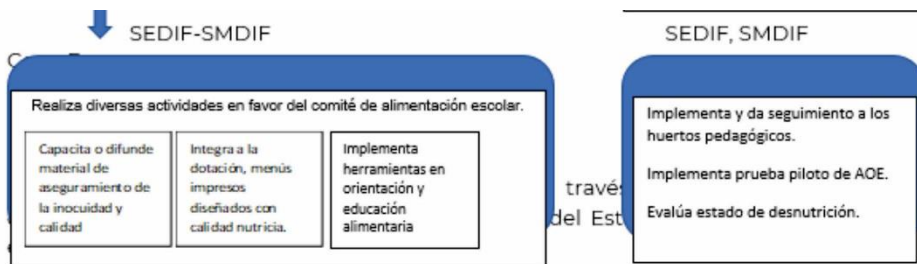 SEDIF-SMDIF
Realiza diversas actividades en favor del comité de alimentación escolar.
Capacita o difunde
material de
aseguramiento de
la inocuidad y
calidad
Integra a la
dotación, menús
impresos
diseñados con
calidad nutricia.
Implementa
herramientas en
orientación y
educación
alimentaria
través
del Est
SEDIF, SMDIF
Implementa y da seguimiento a los
huertos pedagógicos.
Implementa prueba piloto de AOE.
Evalúa estado de desnutrición.